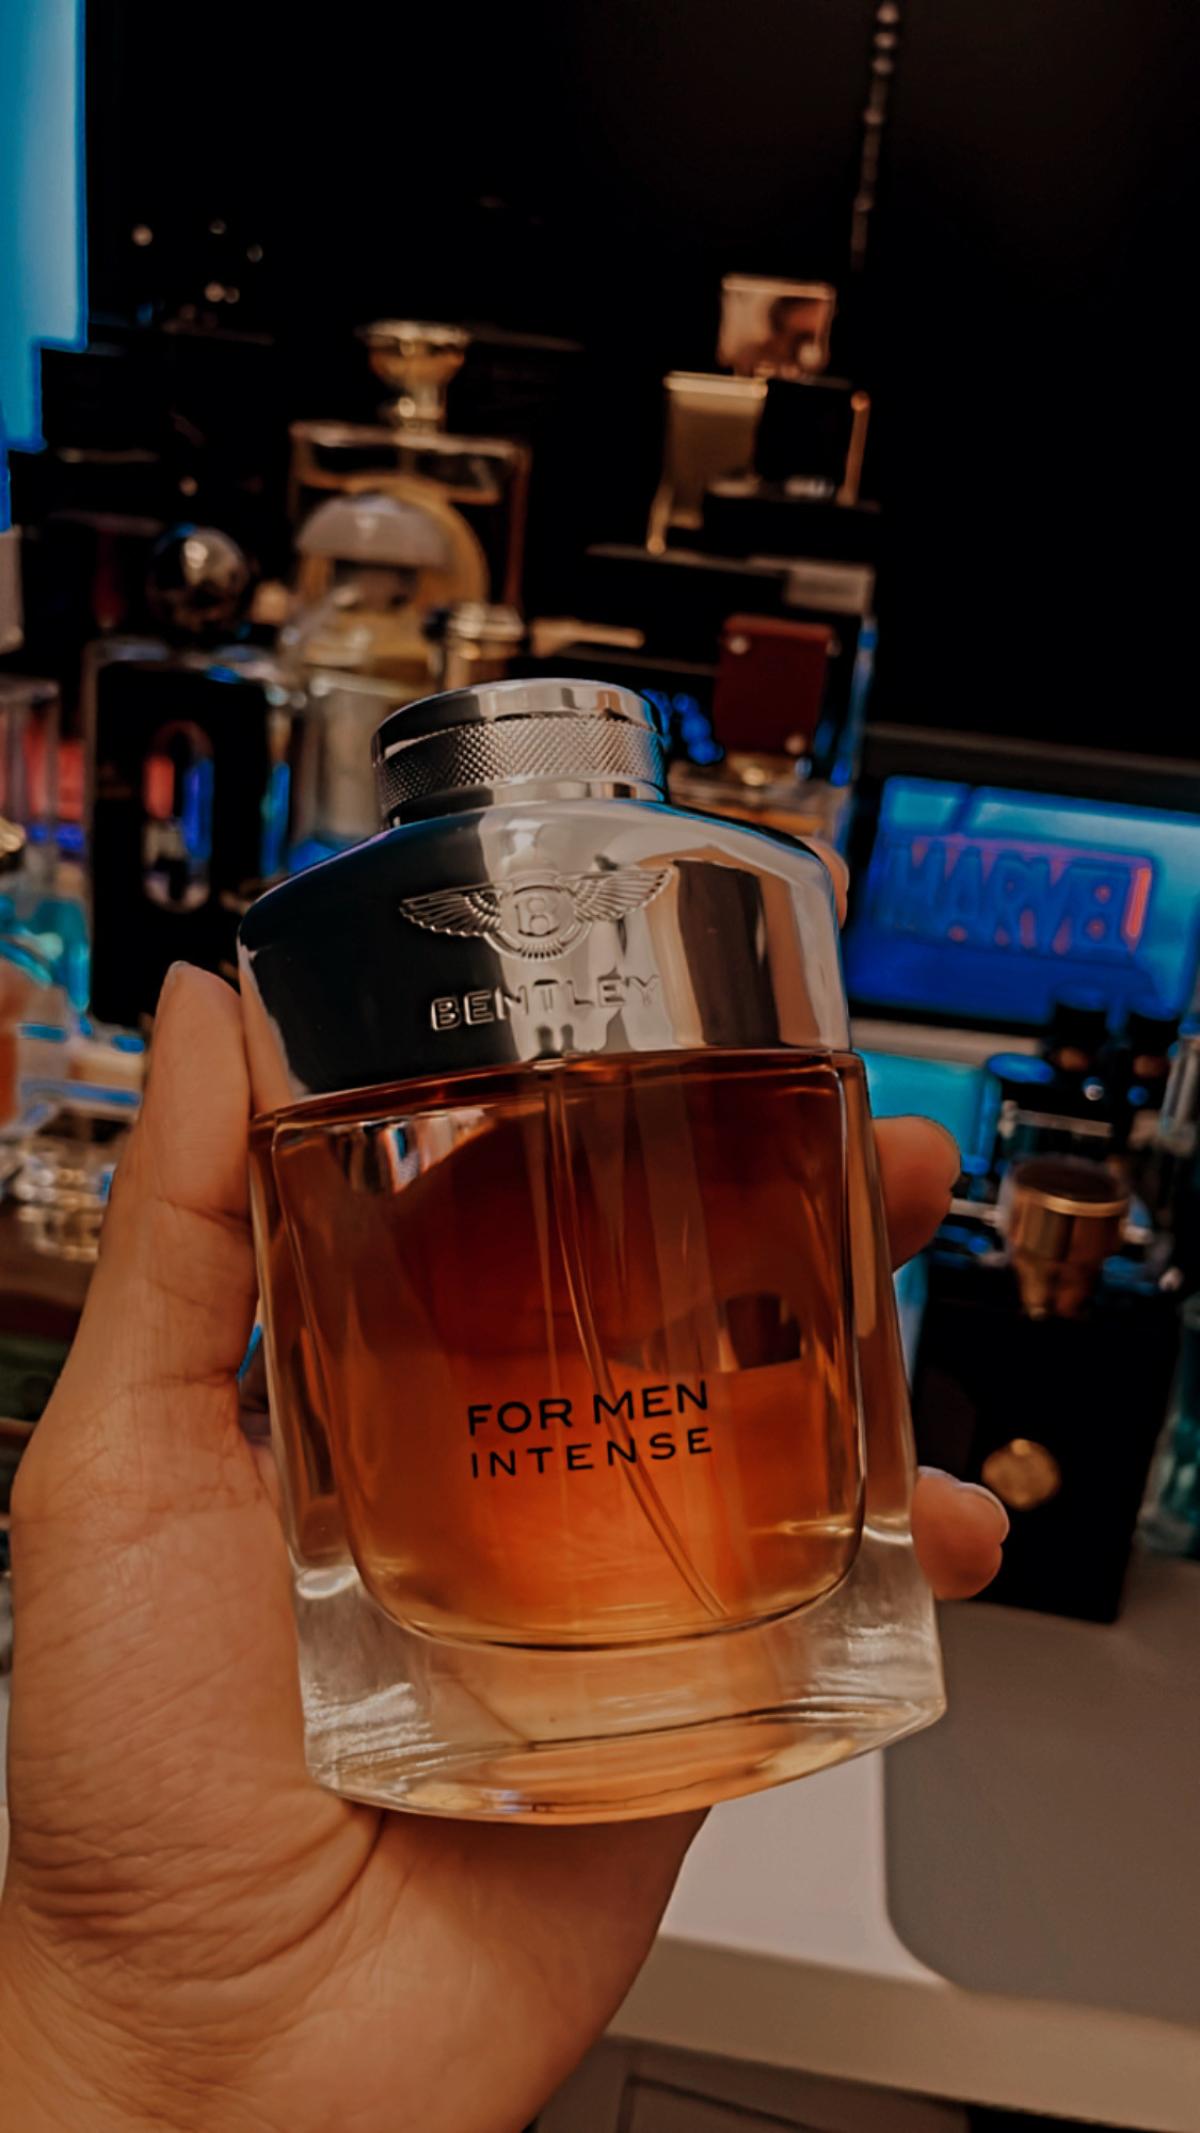 B
BENTLEY
FOR MEN
INTENSE
MARVEL